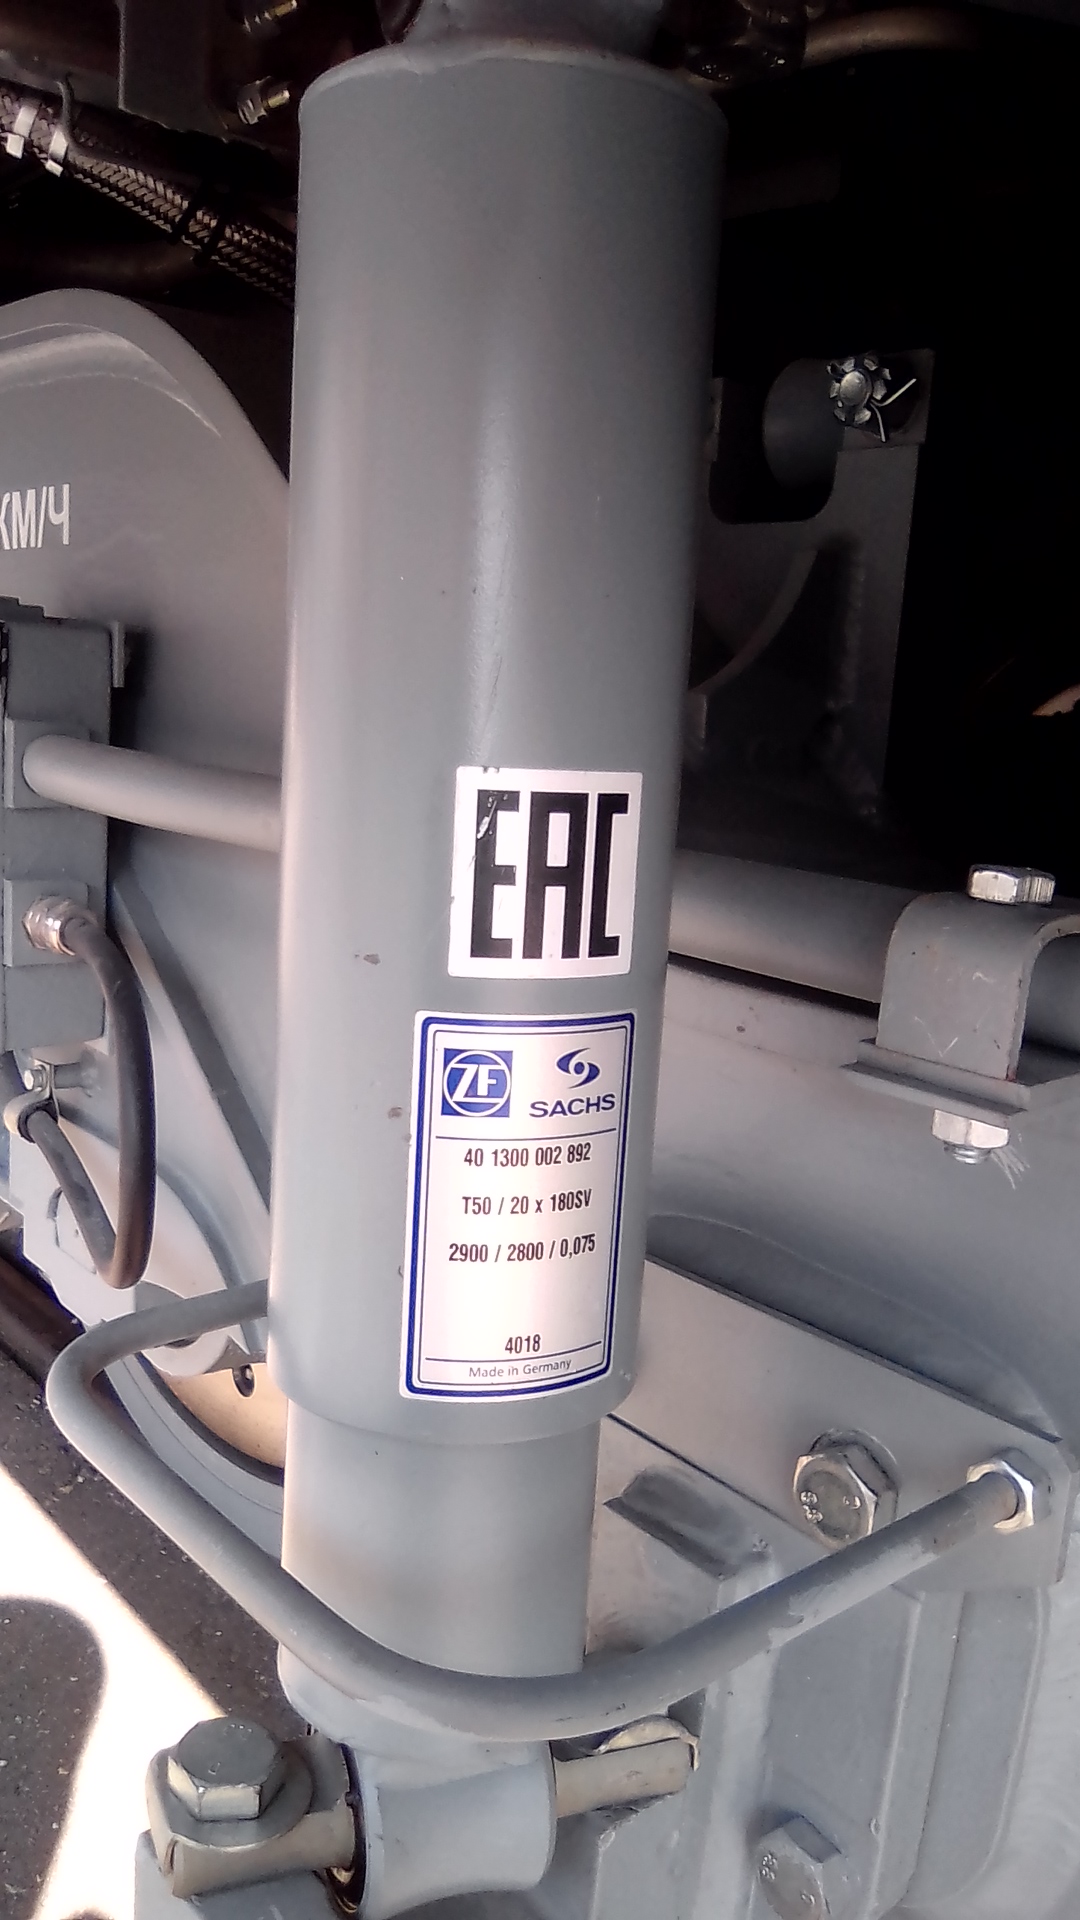 КМ/Ч
EAC
ZF
SACHS
40 1300 002 892
T50 / 20 x 180SV
2900 / 2800 / 0,075
4018
Made in Germany